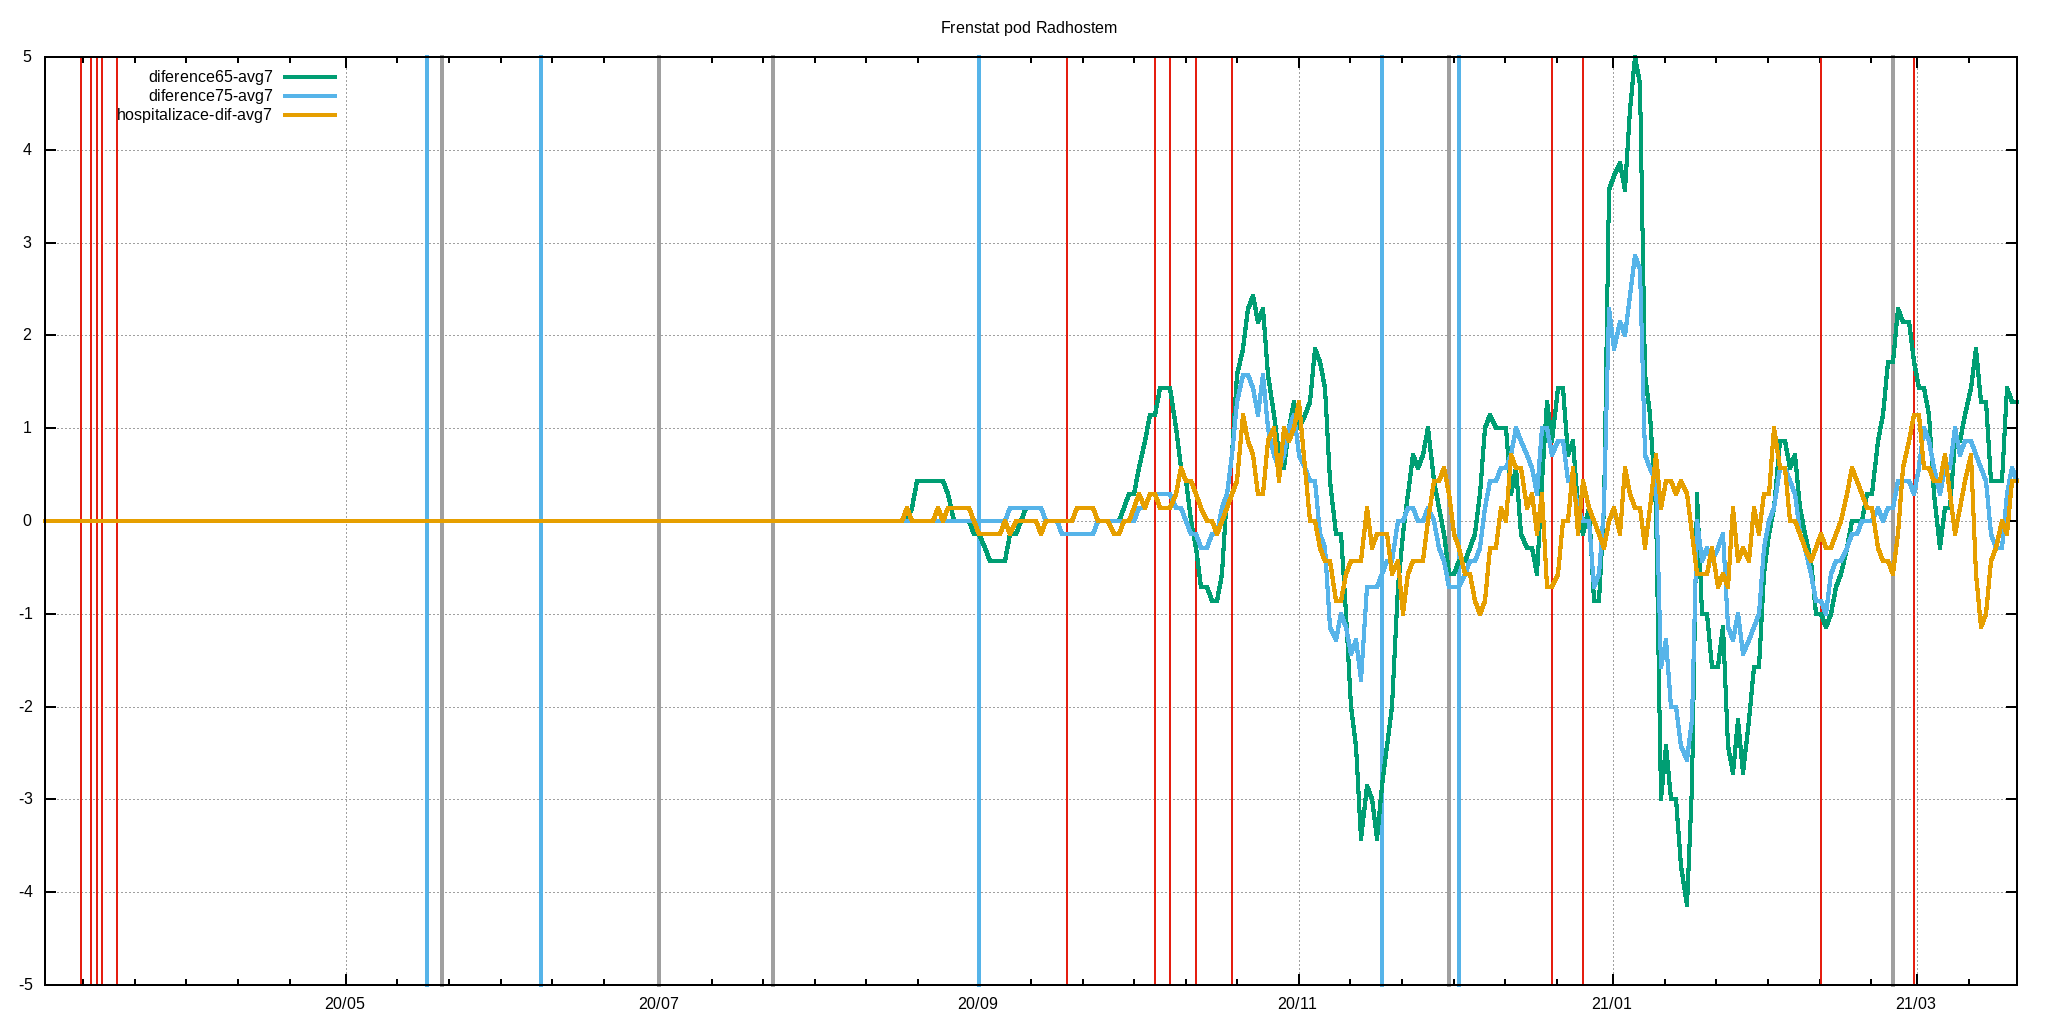 Frenstat pod Radhostem
5
diference65-avg7
diference75-avg7
hospitalizace-dif-avg7
4
3
2
1
0
-1
-2
-3
-4
-5
20/05 20/07 20/09 20/11 21/01 21/03